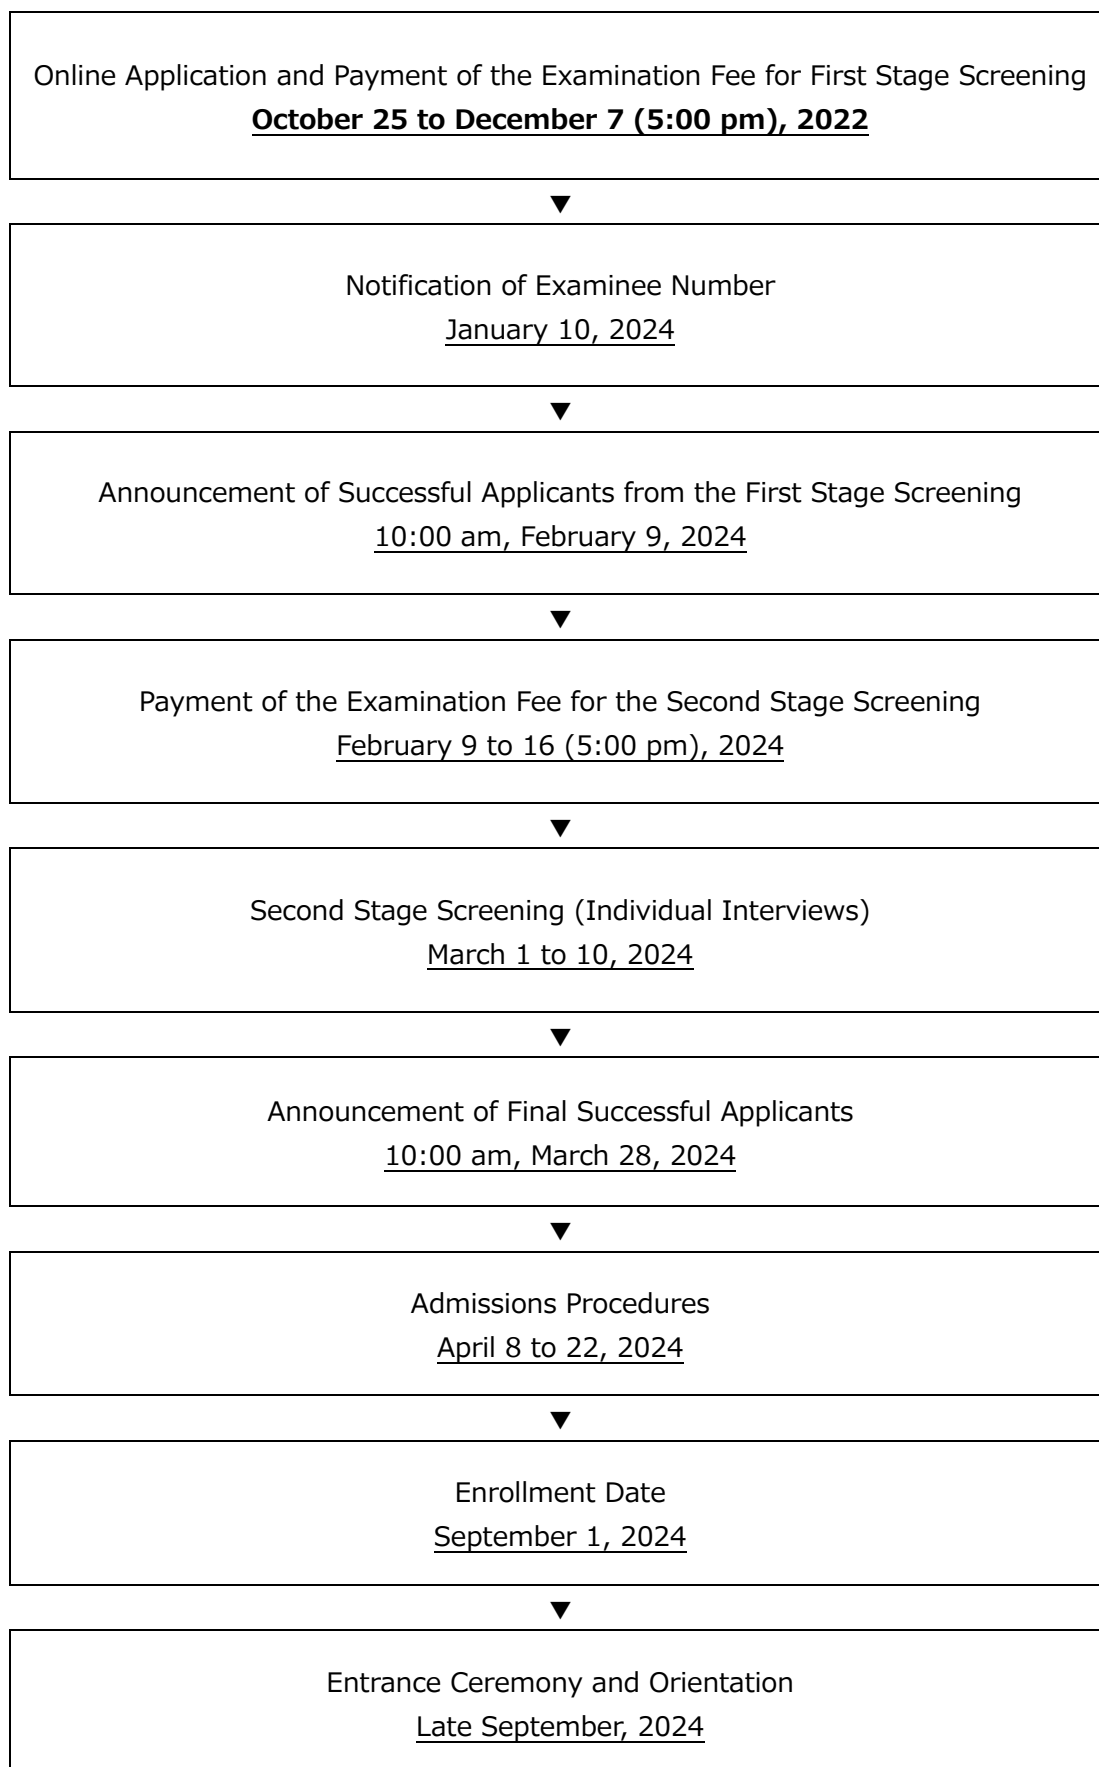 Online Application and Payment of the Examination Fee for First Stage Screening
October 25 to December 7 (5:00 pm), 2022
▼
Notification of Examinee Number
January 10, 2024
▼
Announcement of Successful Applicants from the First Stage Screening
10:00 am, February 9, 2024
▼
Payment of the Examination Fee for the Second Stage Screening
February 9 to 16 (5:00 pm), 2024
▼
Second Stage Screening (Individual Interviews)
March 1 to 10, 2024
▼
Announcement of Final Successful Applicants
10:00 am, March 28, 2024
▼
Admissions Procedures
April 8 to 22, 2024
▼
Enrollment Date
September 1, 2024
▼
Entrance Ceremony and Orientation
Late September, 2024